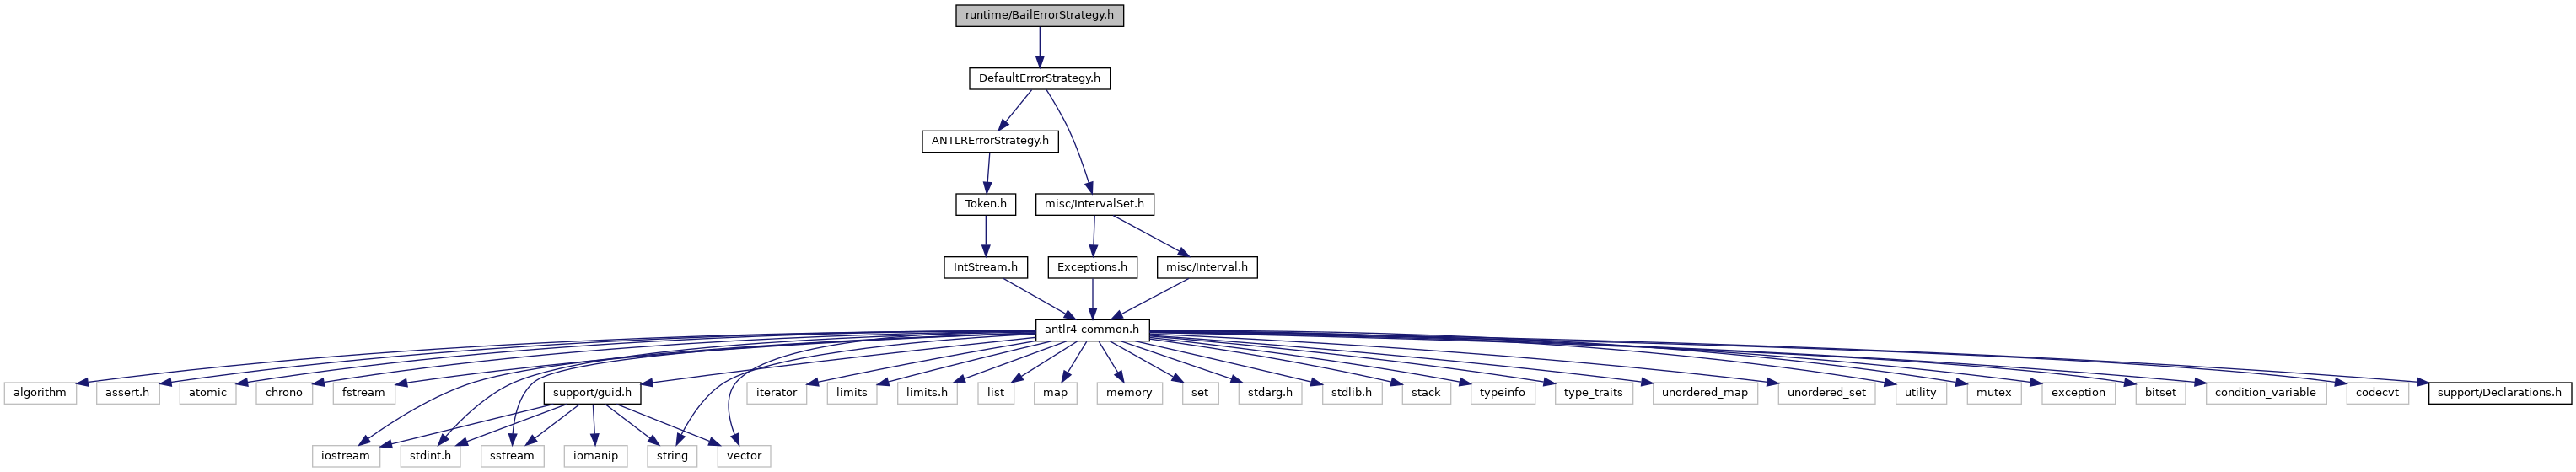 runtime/BailErrorStrategy.h
DefaultErrorStrategy.h
ANTLRErrorStrategy.h
Token.h
misc/IntervalSet.h
IntStream.h
Exceptions.h
misc/Interval.h
antlr4-common.h
algorithm
assert.h
atomic
chrono
fstream
support/guid.h
iterator
limits
limits.h
list
map
memory
set
stdarg.h
stdlib.h
stack
typeinfo
type_traits
unordered_map
unordered_set
utility
mutex
exception
bitset
condition_variable
codecvt
support/Declarations.h
iostream
stdint.h
sstream
iomanip
string
vector